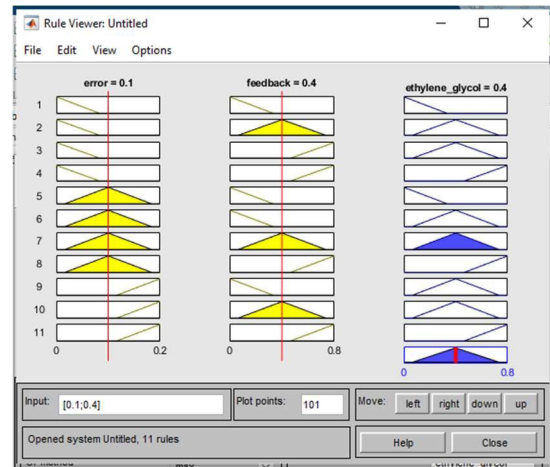 Rule Viewer: Untitled
File Edit View Options
error = 0.1 feedback = 0.4 ethylene_glycol = 0.4
1
2
3
4
5
6
7
8
9
10
11
0 0.2 0 0.8
0 0.8
Input: [0.1;0.4] Plot points: 101 Move: left right down up
Opened system Untitled, 11 rules Help Close